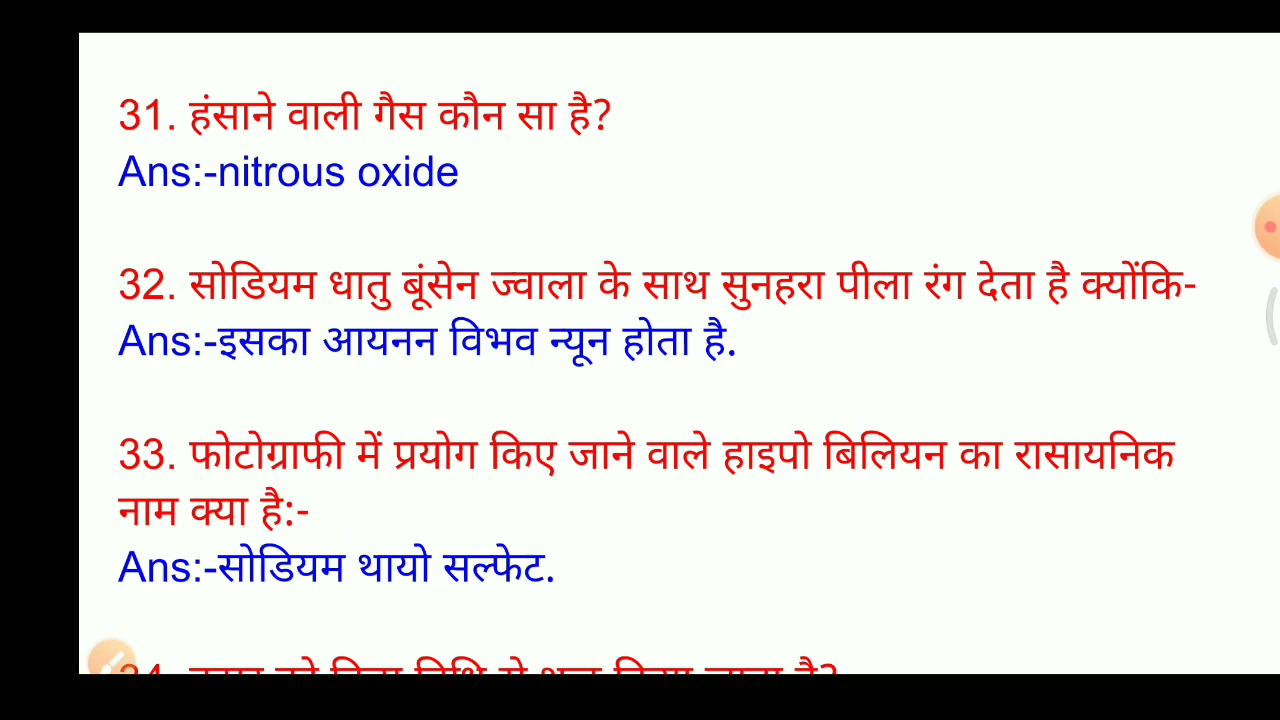 31. हंसाने वाली गैस कौन सा है?
Ans:-nitrous oxide
32. सोडियम धातु बूंसेन ज्वाला के साथ सुनहरा पीला रंग देता है क्योंकि-
Ans:-इसका आयनन विभव न्यून होता है.
33. फोटोग्राफी में प्रयोग किए जाने वाले हाइपो बिलियन का रासायनिक
नाम क्या है:-
Ans:-सोडियम थायो सल्फेट.